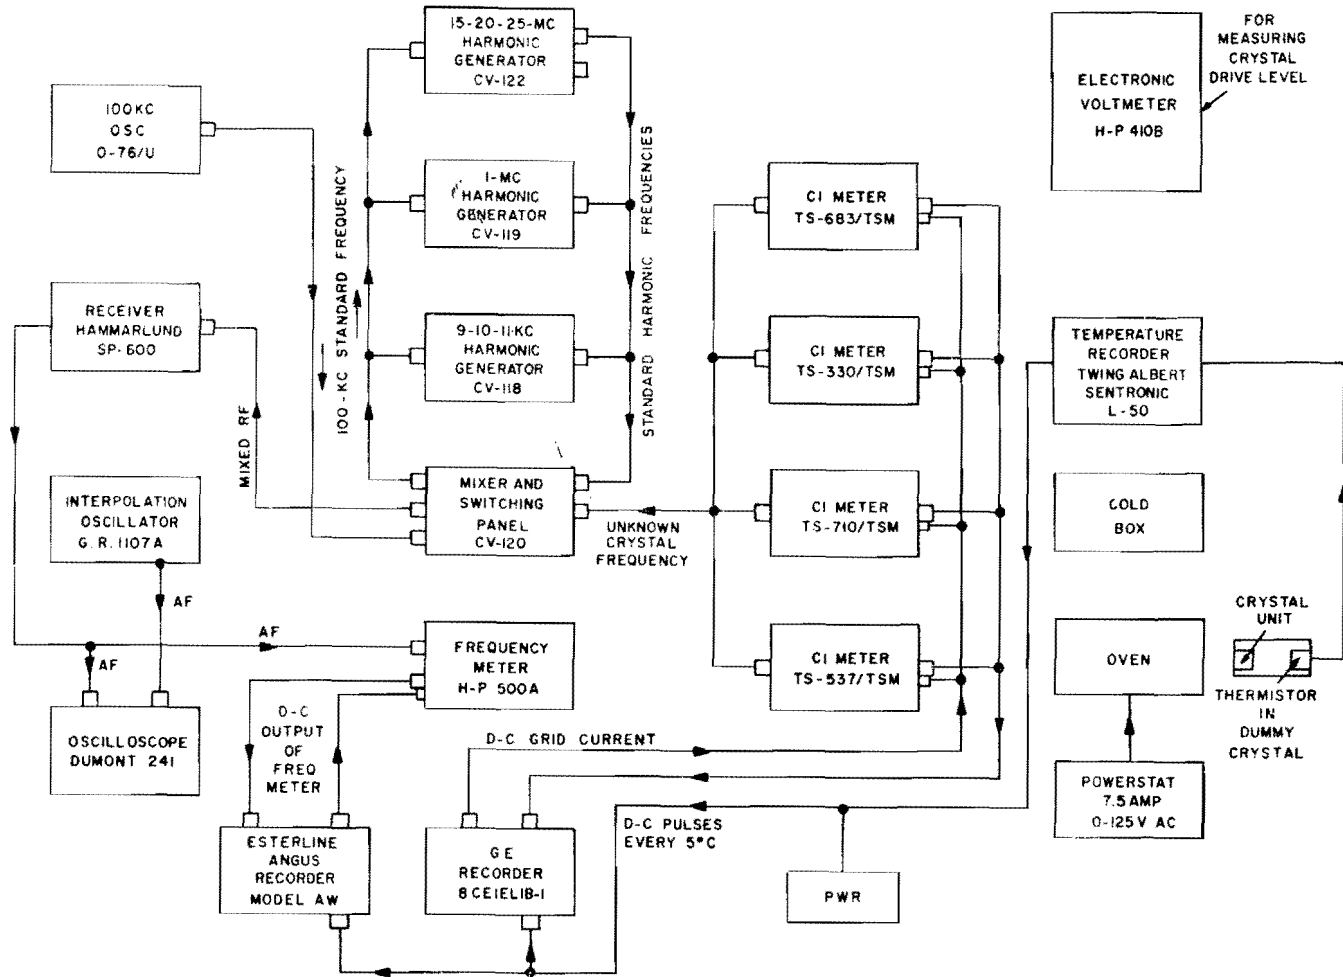 15-20-25-MC
HARMONIC
GENERATOR
CV-122
100KC
OSC
O-76/U
1-MC
HARMONIC
GENERATOR
CV-119
9-10-11-KC
HARMONIC
GENERATOR
CV-118
RECEIVER
HAMMARLUND
SP-600
100-KC STANDARD FREQUENCY
STANDARD HARMONIC FREQUENCIES
MIXED RF
INTERPOLATION
OSCILLATOR
G.R. 1107A
MIXER AND
SWITCHING
PANEL
CV-120
UNKNOWN
CRYSTAL
FREQUENCY
AF
AF
AF
FREQUENCY
METER
H-P 500A
OSCILLOSCOPE
DUMONT 241
D-C
OUTPUT
OF
FREQ
METER
D-C GRID CURRENT
ESTERLINE
ANGUS
RECORDER
MODEL AW
GE
RECORDER
8CE1EL1B-1
D-C PULSES
EVERY 5°C
PWR
CI METER
TS-683/TSM
CI METER
TS-330/TSM
CI METER
TS-710/TSM
CI METER
TS-537/TSM
ELECTRONIC
VOLTMETER
H-P 410B
FOR
MEASURING
CRYSTAL
DRIVE LEVEL
TEMPERATURE
RECORDER
TWING ALBERT
SENTRONIC
L-50
COLD
BOX
OVEN
CRYSTAL
UNIT
THERMISTOR
IN
DUMMY
CRYSTAL
POWERSTAT
7.5 AMP
0-125V AC